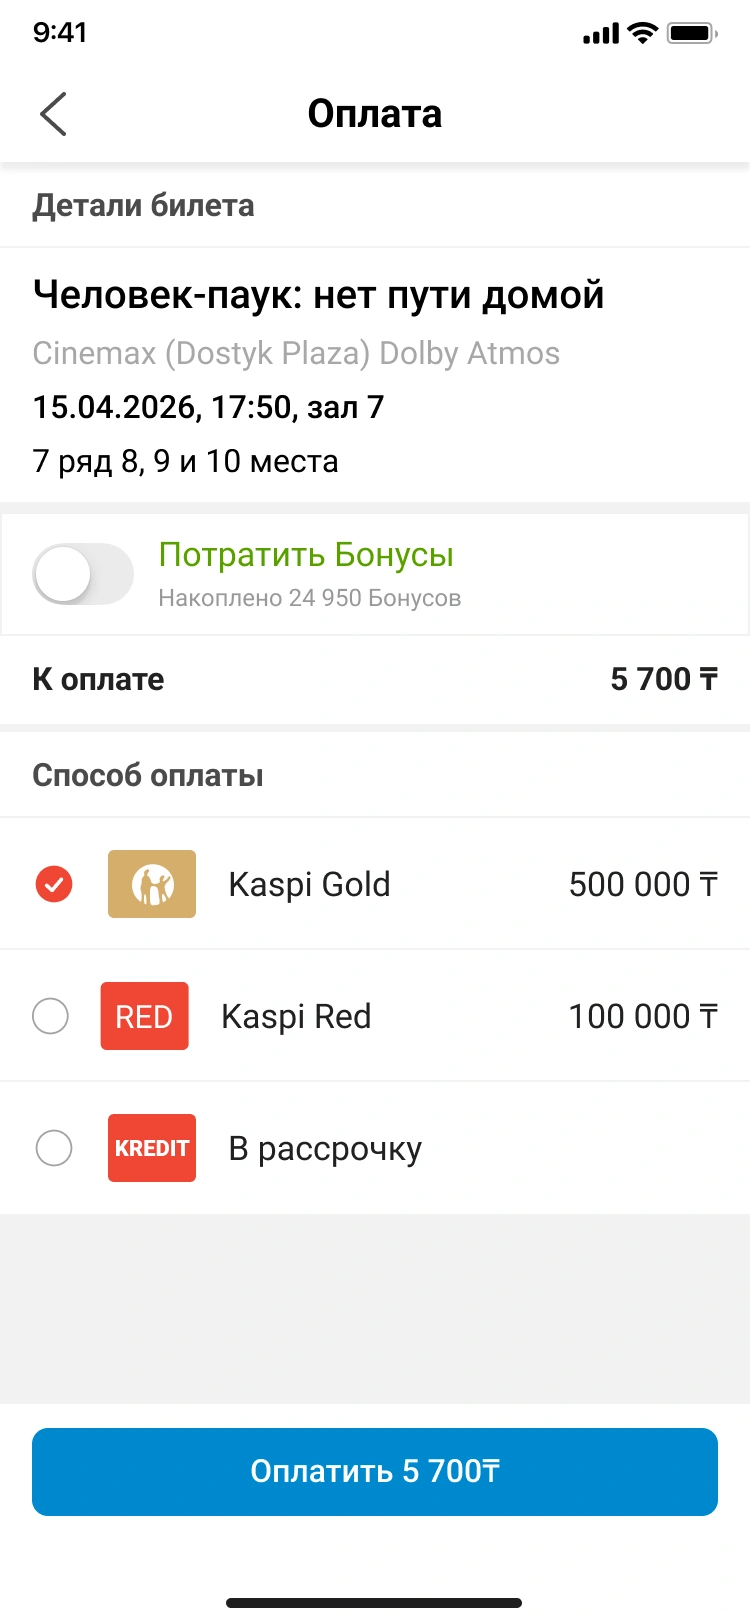 9:41
Оплата
Детали билета
Человек-паук: нет пути домой
Cinemax (Dostyk Plaza) Dolby Atmos
15.04.2026, 17:50, зал 7
7 ряд 8, 9 и 10 места
Потратить Бонусы
Накоплено 24 950 Бонусов
К оплате 5 700 ₸
Способ оплаты
Kaspi Gold 500 000 ₸
RED Kaspi Red 100 000 ₸
KREDIT В рассрочку
Оплатить 5 700₸